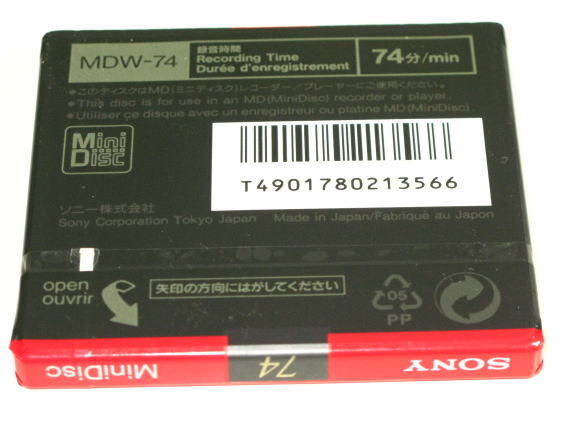 MDW-74
録音時間
Recording Time
Durée d'enregistrement
74分/min
●このディスクはMD(ミニディスク)レコーダー/プレーヤーにご使用ください。
●This disc is for use in an MD(MiniDisc) recorder or player.
●Utiliser ce disque avec un enregistreur ou platine MD(MiniDisc).
Mini
Disc
T4901780213566
ソニー株式会社
Sony Corporation Tokyo Japan
Made in Japan/Fabriqué au Japon
open
ouvrir
矢印の方向にはがしてください
05
PP
MiniDisc
74
SONY